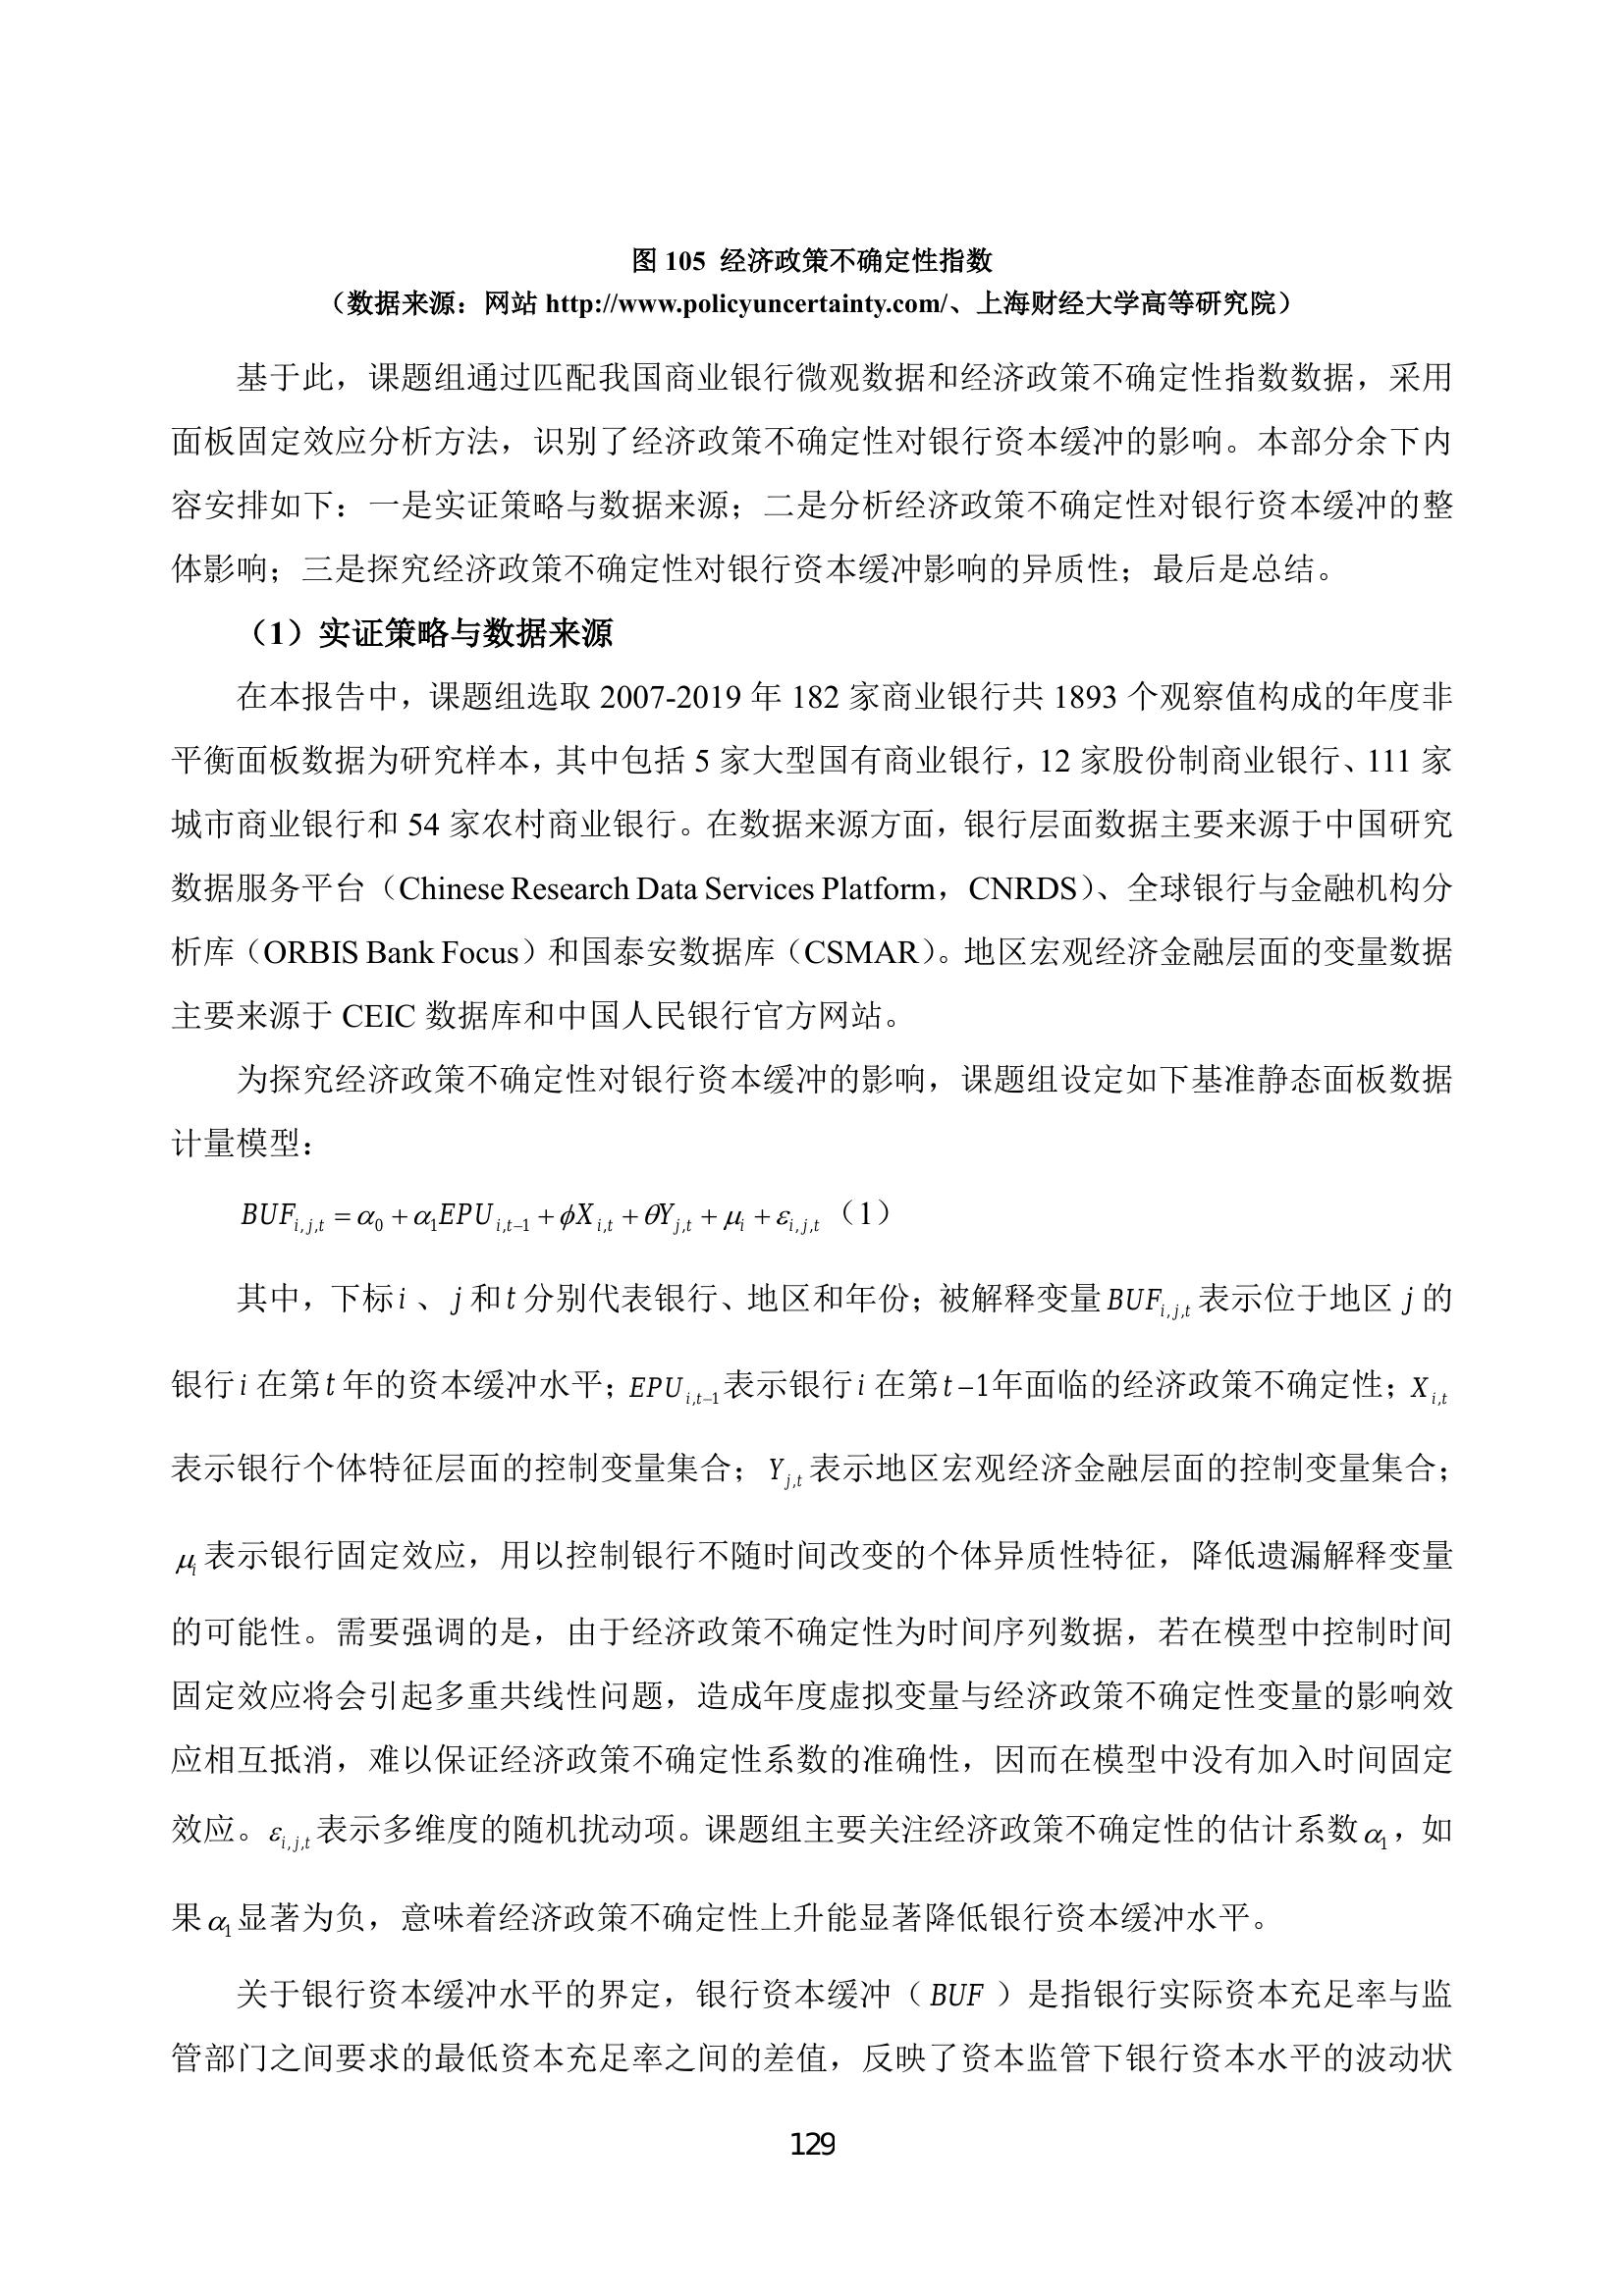 图 105 经济政策不确定性指数
（数据来源：网站 http://www.policyuncertainty.com/、上海财经大学高等研究院）
基于此，课题组通过匹配我国商业银行微观数据和经济政策不确定性指数数据，采用
面板固定效应分析方法，识别了经济政策不确定性对银行资本缓冲的影响。本部分余下内
容安排如下：一是实证策略与数据来源；二是分析经济政策不确定性对银行资本缓冲的整
体影响；三是探究经济政策不确定性对银行资本缓冲影响的异质性；最后是总结。
（1）实证策略与数据来源
在本报告中，课题组选取 2007-2019 年 182 家商业银行共 1893 个观察值构成的年度非
平衡面板数据为研究样本，其中包括 5 家大型国有商业银行，12 家股份制商业银行、111 家
城市商业银行和 54 家农村商业银行。在数据来源方面，银行层面数据主要来源于中国研究
数据服务平台（Chinese Research Data Services Platform，CNRDS）、全球银行与金融机构分
析库（ORBIS Bank Focus）和国泰安数据库（CSMAR）。地区宏观经济金融层面的变量数据
主要来源于 CEIC 数据库和中国人民银行官方网站。
为探究经济政策不确定性对银行资本缓冲的影响，课题组设定如下基准静态面板数据
计量模型：
BUF_{i,j,t} = α_0 + α_1EPU_{i,t−1} + ϕX_{i,t} + θY_{j,t} + μ_i + ε_{i,j,t}（1）
其中，下标 i 、 j 和 t 分别代表银行、地区和年份；被解释变量 BUF_{i,j,t} 表示位于地区 j 的
银行 i 在第 t 年的资本缓冲水平；EPU_{i,t−1} 表示银行 i 在第 t−1年面临的经济政策不确定性；X_{i,t}
表示银行个体特征层面的控制变量集合；Y_{j,t} 表示地区宏观经济金融层面的控制变量集合；
μ_i 表示银行固定效应，用以控制银行不随时间改变的个体异质性特征，降低遗漏解释变量
的可能性。需要强调的是，由于经济政策不确定性为时间序列数据，若在模型中控制时间
固定效应将会引起多重共线性问题，造成年度虚拟变量与经济政策不确定性变量的影响效
应相互抵消，难以保证经济政策不确定性系数的准确性，因而在模型中没有加入时间固定
效应。ε_{i,j,t} 表示多维度的随机扰动项。课题组主要关注经济政策不确定性的估计系数 α_1，如
果 α_1 显著为负，意味着经济政策不确定性上升能显著降低银行资本缓冲水平。
关于银行资本缓冲水平的界定，银行资本缓冲（ BUF ）是指银行实际资本充足率与监
管部门之间要求的最低资本充足率之间的差值，反映了资本监管下银行资本水平的波动状
129